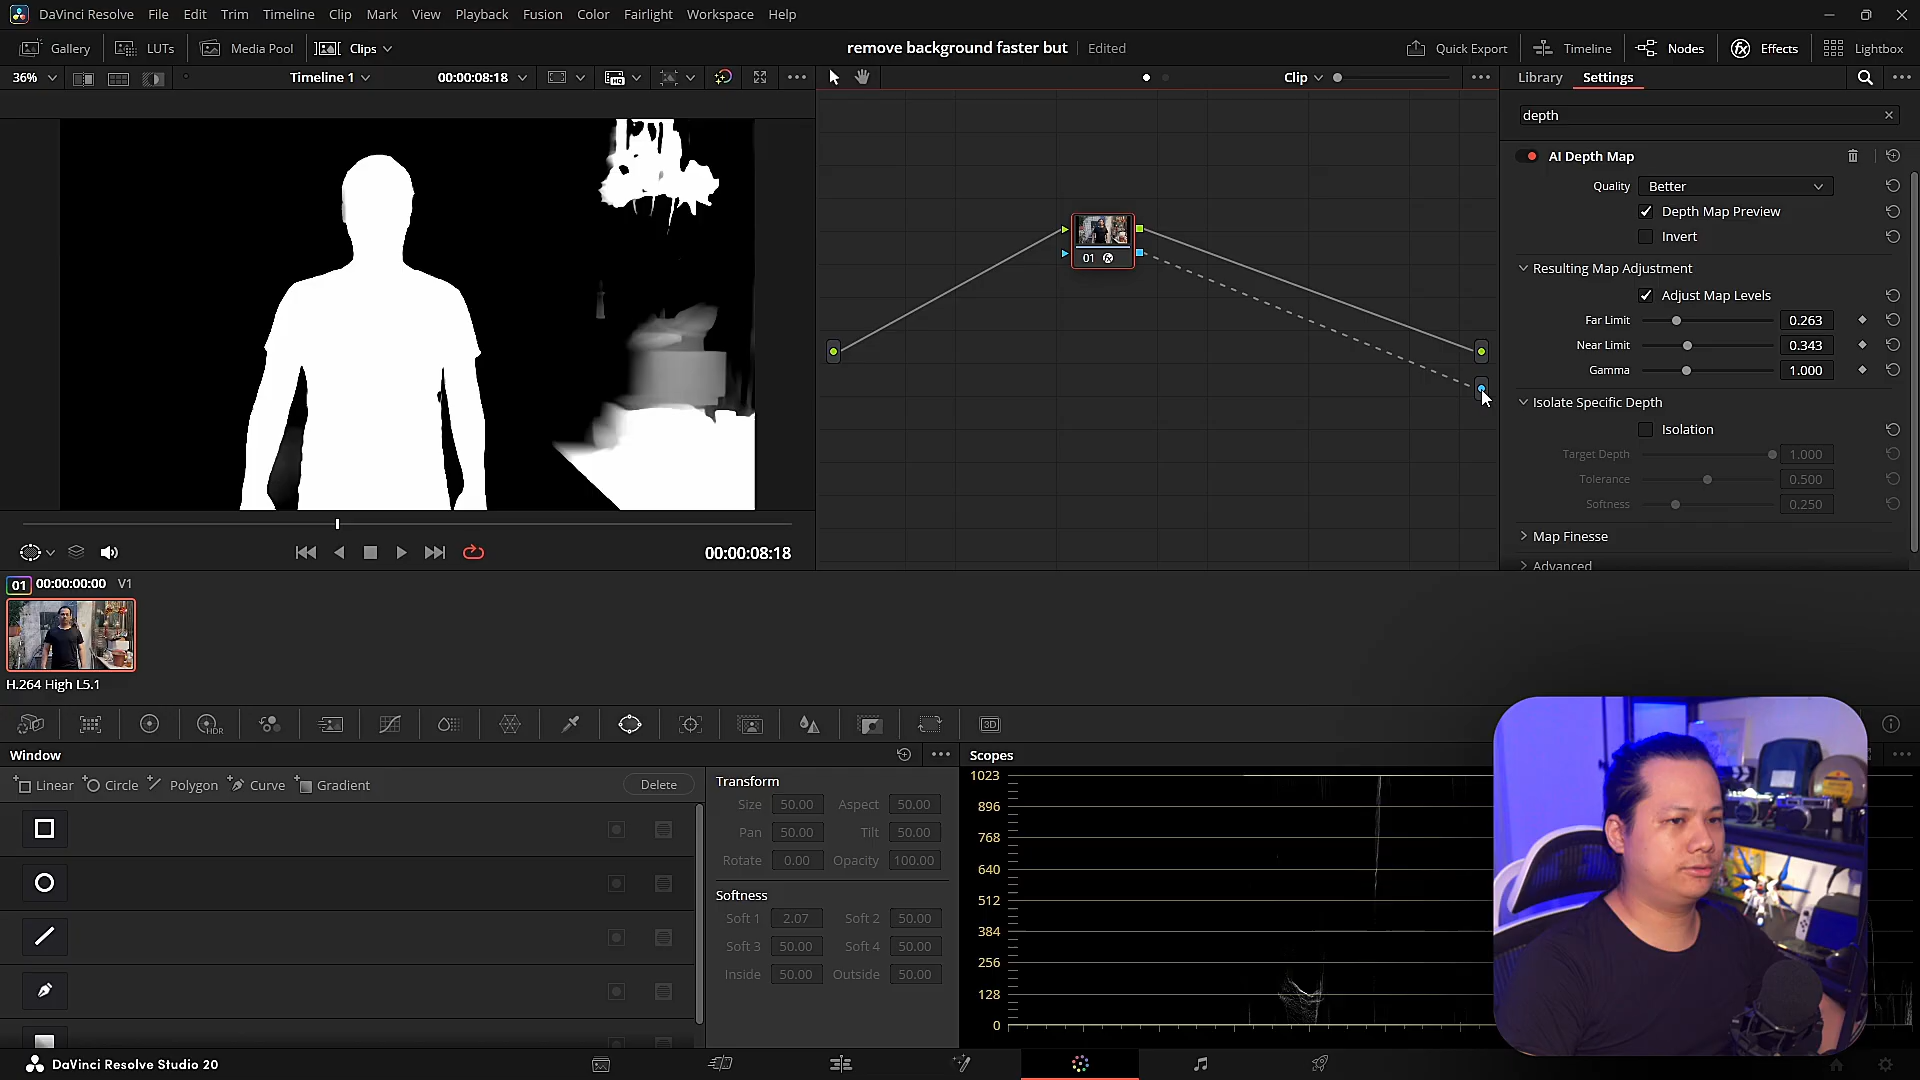 DaVinci Resolve File Edit Trim Timeline Clip Mark View Playback Fusion Color Fairlight Workspace Help
Gallery LUTs Media Pool Clips remove background faster but Edited Quick Export Timeline Nodes Effects Lightbox
36% Timeline 1 00:00:08:18 Clip Library Settings
depth
AI Depth Map
Quality Better
Depth Map Preview
Invert
Resulting Map Adjustment
Adjust Map Levels
Far Limit 0.263
Near Limit 0.343
Gamma 1.000
Isolate Specific Depth
Isolation
Target Depth 1.000
Tolerance 0.500
Softness 0.250
Map Finesse
Advanced
01
00:00:08:18
01 00:00:00:00 V1
H.264 High L5.1
HDR
3D
Window
Linear Circle Polygon Curve Gradient Delete
Transform
Size 50.00 Aspect 50.00
Pan 50.00 Tilt 50.00
Rotate 0.00 Opacity 100.00
Softness
Soft 1 2.07 Soft 2 50.00
Soft 3 50.00 Soft 4 50.00
Inside 50.00 Outside 50.00
Scopes
1023
896
768
640
512
384
256
128
0
DaVinci Resolve Studio 20